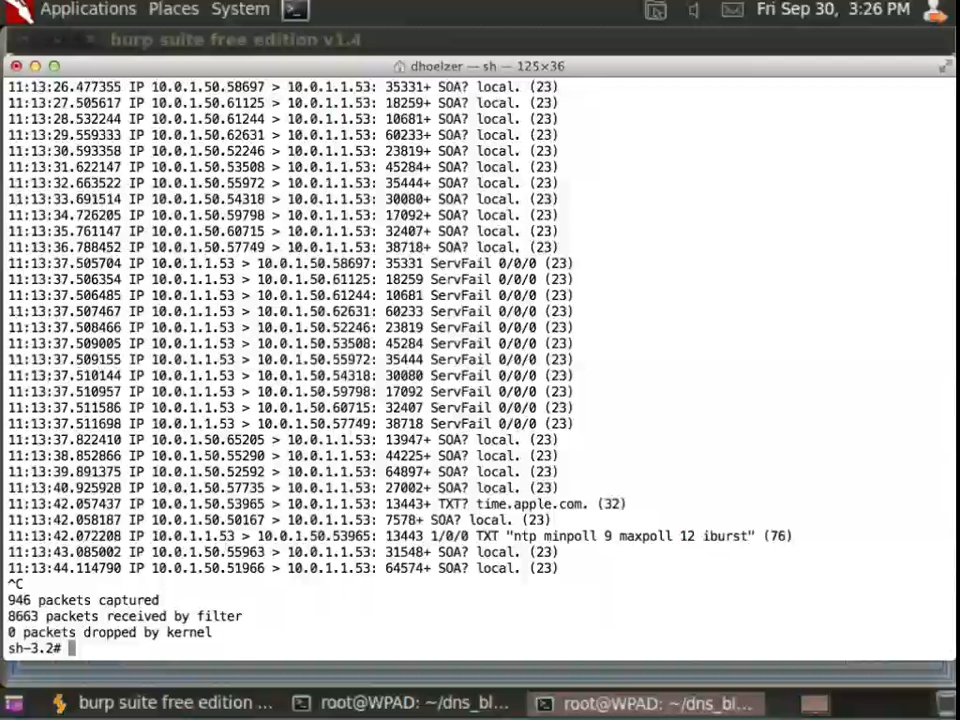 Applications Places System
Fri Sep 30, 3:26 PM
burp suite free edition v1.4
dhoelzer — sh — 125×36
11:13:26.477355 IP 10.0.1.50.58697 > 10.0.1.1.53: 35331+ SOA? local. (23)
11:13:27.505617 IP 10.0.1.50.61125 > 10.0.1.1.53: 18259+ SOA? local. (23)
11:13:28.532244 IP 10.0.1.50.61244 > 10.0.1.1.53: 10681+ SOA? local. (23)
11:13:29.559333 IP 10.0.1.50.62631 > 10.0.1.1.53: 60233+ SOA? local. (23)
11:13:30.593358 IP 10.0.1.50.52246 > 10.0.1.1.53: 23819+ SOA? local. (23)
11:13:31.622147 IP 10.0.1.50.53508 > 10.0.1.1.53: 45284+ SOA? local. (23)
11:13:32.663522 IP 10.0.1.50.55972 > 10.0.1.1.53: 35444+ SOA? local. (23)
11:13:33.691514 IP 10.0.1.50.54318 > 10.0.1.1.53: 30080+ SOA? local. (23)
11:13:34.726205 IP 10.0.1.50.59798 > 10.0.1.1.53: 17092+ SOA? local. (23)
11:13:35.761147 IP 10.0.1.50.60715 > 10.0.1.1.53: 32407+ SOA? local. (23)
11:13:36.788452 IP 10.0.1.50.57749 > 10.0.1.1.53: 38718+ SOA? local. (23)
11:13:37.505704 IP 10.0.1.1.53 > 10.0.1.50.58697: 35331 ServFail 0/0/0 (23)
11:13:37.506354 IP 10.0.1.1.53 > 10.0.1.50.61125: 18259 ServFail 0/0/0 (23)
11:13:37.506485 IP 10.0.1.1.53 > 10.0.1.50.61244: 10681 ServFail 0/0/0 (23)
11:13:37.507467 IP 10.0.1.1.53 > 10.0.1.50.62631: 60233 ServFail 0/0/0 (23)
11:13:37.508466 IP 10.0.1.1.53 > 10.0.1.50.52246: 23819 ServFail 0/0/0 (23)
11:13:37.509005 IP 10.0.1.1.53 > 10.0.1.50.53508: 45284 ServFail 0/0/0 (23)
11:13:37.509155 IP 10.0.1.1.53 > 10.0.1.50.55972: 35444 ServFail 0/0/0 (23)
11:13:37.510144 IP 10.0.1.1.53 > 10.0.1.50.54318: 30080 ServFail 0/0/0 (23)
11:13:37.510957 IP 10.0.1.1.53 > 10.0.1.50.59798: 17092 ServFail 0/0/0 (23)
11:13:37.511586 IP 10.0.1.1.53 > 10.0.1.50.60715: 32407 ServFail 0/0/0 (23)
11:13:37.511698 IP 10.0.1.1.53 > 10.0.1.50.57749: 38718 ServFail 0/0/0 (23)
11:13:37.822410 IP 10.0.1.50.65205 > 10.0.1.1.53: 13947+ SOA? local. (23)
11:13:38.852866 IP 10.0.1.50.55290 > 10.0.1.1.53: 44225+ SOA? local. (23)
11:13:39.891375 IP 10.0.1.50.52592 > 10.0.1.1.53: 64897+ SOA? local. (23)
11:13:40.925928 IP 10.0.1.50.57735 > 10.0.1.1.53: 27002+ SOA? local. (23)
11:13:42.057437 IP 10.0.1.50.53965 > 10.0.1.1.53: 13443+ TXT? time.apple.com. (32)
11:13:42.058187 IP 10.0.1.50.50167 > 10.0.1.1.53: 7578+ SOA? local. (23)
11:13:42.072208 IP 10.0.1.1.53 > 10.0.1.50.53965: 13443 1/0/0 TXT "ntp minpoll 9 maxpoll 12 iburst" (76)
11:13:43.085002 IP 10.0.1.50.55963 > 10.0.1.1.53: 31548+ SOA? local. (23)
11:13:44.114790 IP 10.0.1.50.51966 > 10.0.1.1.53: 64574+ SOA? local. (23)
^C
946 packets captured
8663 packets received by filter
0 packets dropped by kernel
sh-3.2#
burp suite free edition ...
root@WPAD: ~/dns_bl...
root@WPAD: ~/dns_bl...